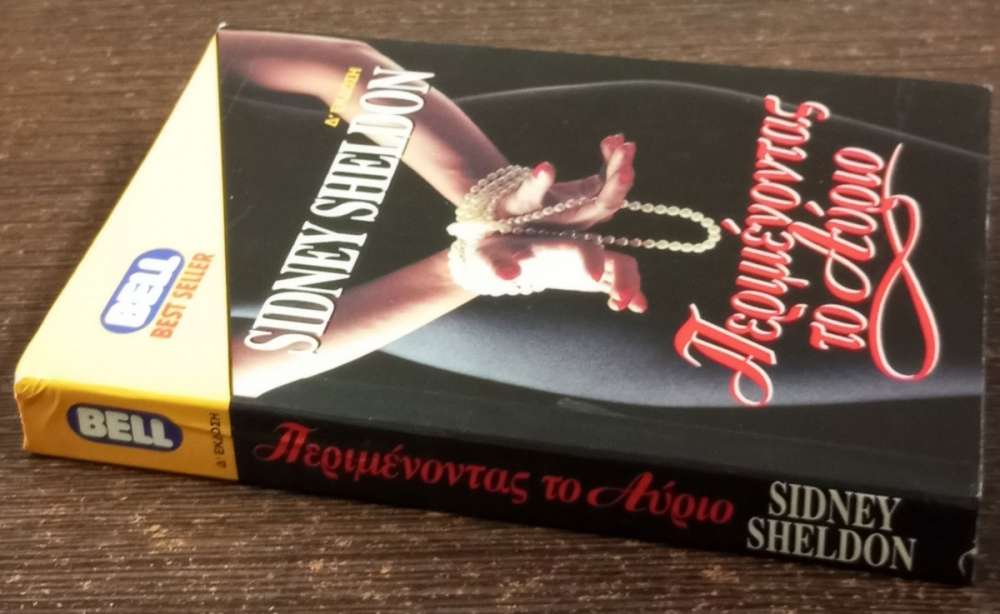 Δ' ΕΚΔΟΣΗ
SIDNEY SHELDON
Περιμένοντας
το Αύριο
BELL
BEST SELLER
BELL
Δ' ΕΚΔΟΣΗ
Περιμένοντας το Αύριο
SIDNEY
SHELDON